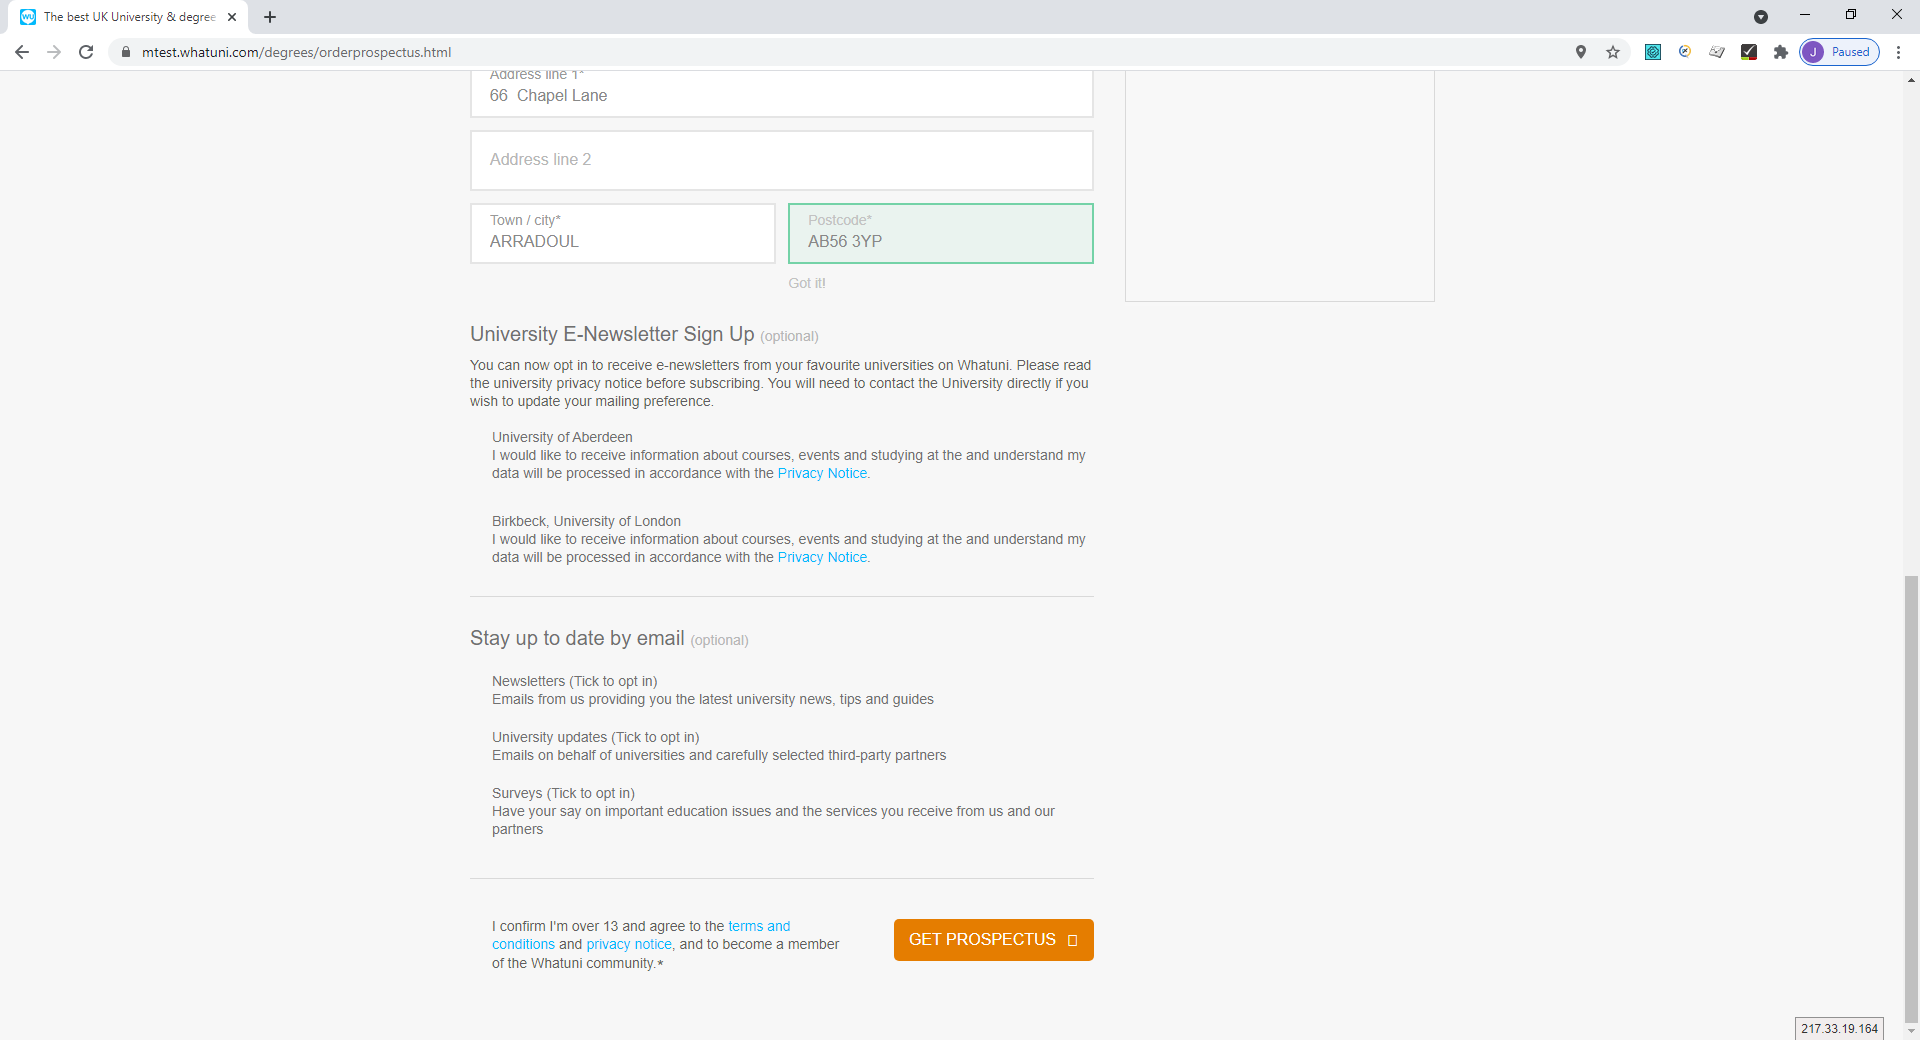 The best UK University & degree
mtest.whatuni.com/degrees/orderprospectus.html
J Paused
Address line 1*
66 Chapel Lane
Address line 2
Town / city*
ARRADOUL
Postcode*
AB56 3YP
Got it!
University E-Newsletter Sign Up (optional)
You can now opt in to receive e-newsletters from your favourite universities on Whatuni. Please read
the university privacy notice before subscribing. You will need to contact the University directly if you
wish to update your mailing preference.
University of Aberdeen
I would like to receive information about courses, events and studying at the and understand my
data will be processed in accordance with the Privacy Notice.
Birkbeck, University of London
I would like to receive information about courses, events and studying at the and understand my
data will be processed in accordance with the Privacy Notice.
Stay up to date by email (optional)
Newsletters (Tick to opt in)
Emails from us providing you the latest university news, tips and guides
University updates (Tick to opt in)
Emails on behalf of universities and carefully selected third-party partners
Surveys (Tick to opt in)
Have your say on important education issues and the services you receive from us and our
partners
I confirm I'm over 13 and agree to the terms and
conditions and privacy notice, and to become a member
of the Whatuni community.*
GET PROSPECTUS
217.33.19.164